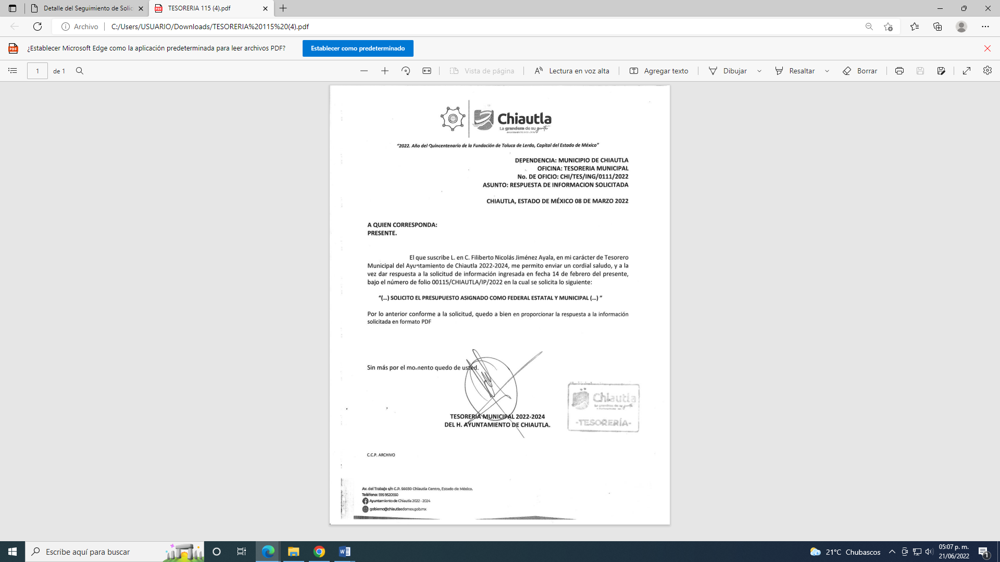 Detalle del Seguimiento de Solic
TESORERIA 115 (4).pdf
Archivo
C:/Users/USUARIO/Downloads/TESORERIA%20115%20(4).pdf
¿Establecer Microsoft Edge como la aplicación predeterminada para leer archivos PDF?
Establecer como predeterminado
1 de 1
Vista de página
Lectura en voz alta
Agregar texto
Dibujar
Resaltar
Borrar
Chiautla
La grandeza de su gente
AYUNTAMIENTO 2022 - 2024
“2022. Año del Quincentenario de la Fundación de Toluca de Lerdo, Capital del Estado de México”
DEPENDENCIA: MUNICIPIO DE CHIAUTLA
OFICINA: TESORERIA MUNICIPAL
No. DE OFICIO: CHI/TES/ING/0111/2022
ASUNTO: RESPUESTA DE INFORMACION SOLICITADA
CHIAUTLA, ESTADO DE MÉXICO 08 DE MARZO 2022
A QUIEN CORRESPONDA:
PRESENTE.
El que suscribe L. en C. Filiberto Nicolás Jiménez Ayala, en mi carácter de Tesorero
Municipal del Ayuntamiento de Chiautla 2022-2024, me permito enviar un cordial saludo, y a la
vez dar respuesta a la solicitud de información ingresada en fecha 14 de febrero del presente,
bajo el número de folio 00115/CHIAUTLA/IP/2022 en la cual se solicita lo siguiente:
“(…) SOLICITO EL PRESUPUESTO ASIGNADO COMO FEDERAL ESTATAL Y MUNICIPAL (…) ”
Por lo anterior conforme a la solicitud, quedo a bien en proporcionar la respuesta a la información
solicitada en formato PDF
Sin más por el momento quedo de usted.
TESORERIA MUNICIPAL 2022-2024
DEL H. AYUNTAMIENTO DE CHIAUTLA.
Chiautla
La grandeza de su gente
-TESORERÍA-
C.C.P. ARCHIVO
Av. del Trabajo s/n C.P. 56030 Chiautla Centro, Estado de México.
Teléfono: 595 9520550
Ayuntamiento de Chiautla 2022 - 2024
gobierno@chiautlaedomex.gob.mx
Escribe aquí para buscar
21°C Chubascos
05:07 p. m.
21/06/2022
1